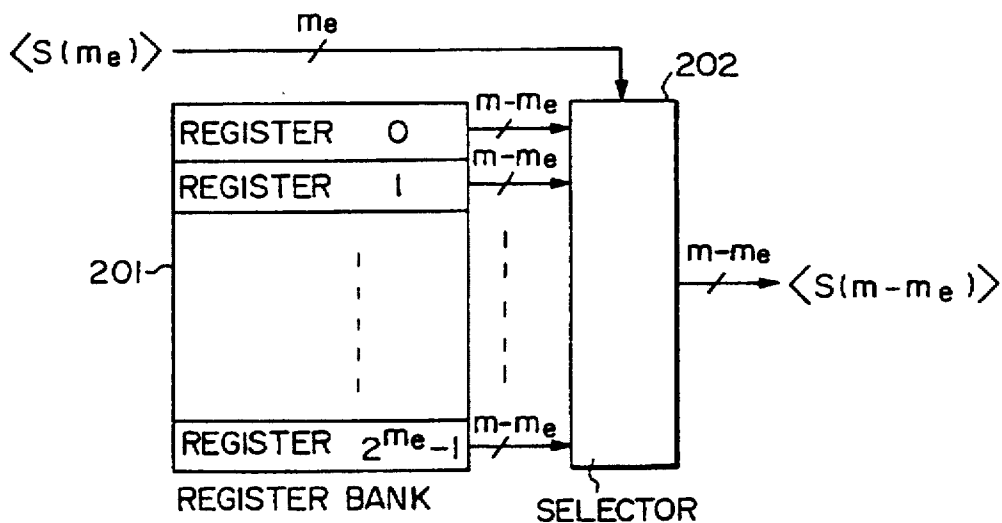 mₑ
⟨S(mₑ)⟩
202
REGISTER 0
m-mₑ
REGISTER 1
m-mₑ
201
m-mₑ
⟨S(m-mₑ)⟩
REGISTER 2^mₑ-1
m-mₑ
REGISTER BANK
SELECTOR